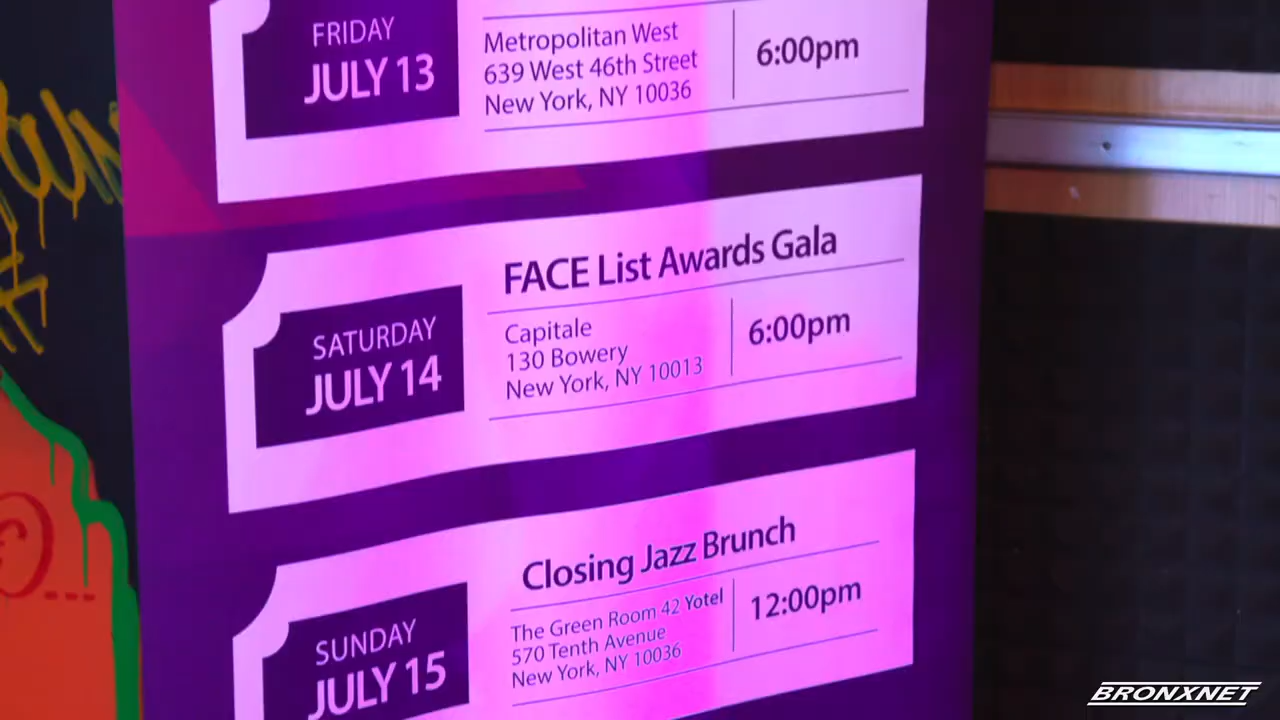 FRIDAY
JULY 13
Metropolitan West
639 West 46th Street
New York, NY 10036
6:00pm
FACE List Awards Gala
SATURDAY
JULY 14
Capitale
130 Bowery
New York, NY 10013
6:00pm
Closing Jazz Brunch
SUNDAY
JULY 15
The Green Room 42 Yotel
570 Tenth Avenue
New York, NY 10036
12:00pm
BRONXNET